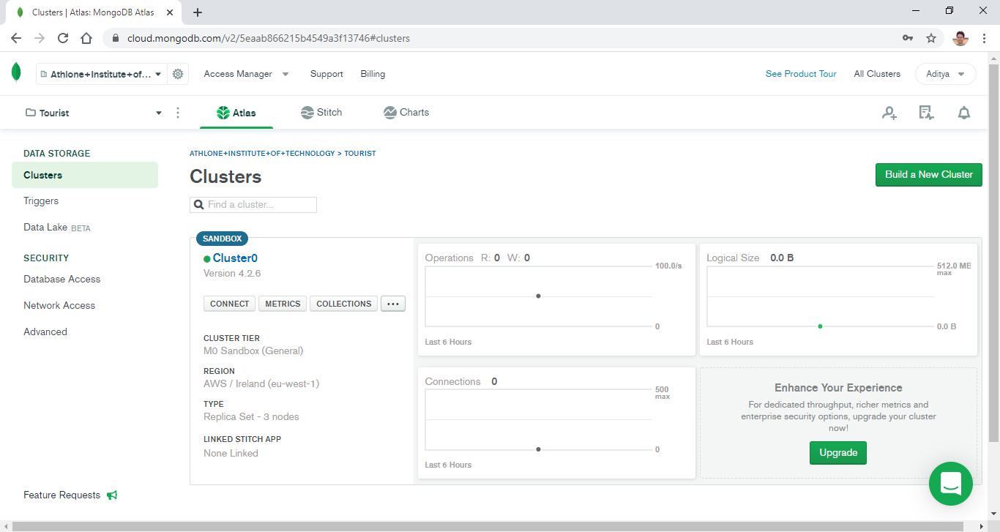 Clusters | Atlas: MongoDB Atlas
cloud.mongodb.com/v2/5eaab866215b4549a3f13746#clusters
Athlone+Institute+of... Access Manager Support Billing See Product Tour All Clusters Aditya
Tourist Atlas Stitch Charts
DATA STORAGE
Clusters
Triggers
Data Lake BETA
SECURITY
Database Access
Network Access
Advanced
Feature Requests
ATHLONE+INSTITUTE+OF+TECHNOLOGY > TOURIST
Clusters
Build a New Cluster
Find a cluster...
SANDBOX
Cluster0
Version 4.2.6
CONNECT METRICS COLLECTIONS ...
CLUSTER TIER
M0 Sandbox (General)
REGION
AWS / Ireland (eu-west-1)
TYPE
Replica Set - 3 nodes
LINKED STITCH APP
None Linked
Operations R: 0 W: 0
100.0/s
0
Last 6 Hours
Logical Size 0.0 B
512.0 MB
max
0.0 B
Last 6 Hours
Connections 0
500
max
0
Last 6 Hours
Enhance Your Experience
For dedicated throughput, richer metrics and
enterprise security options, upgrade your cluster
now!
Upgrade